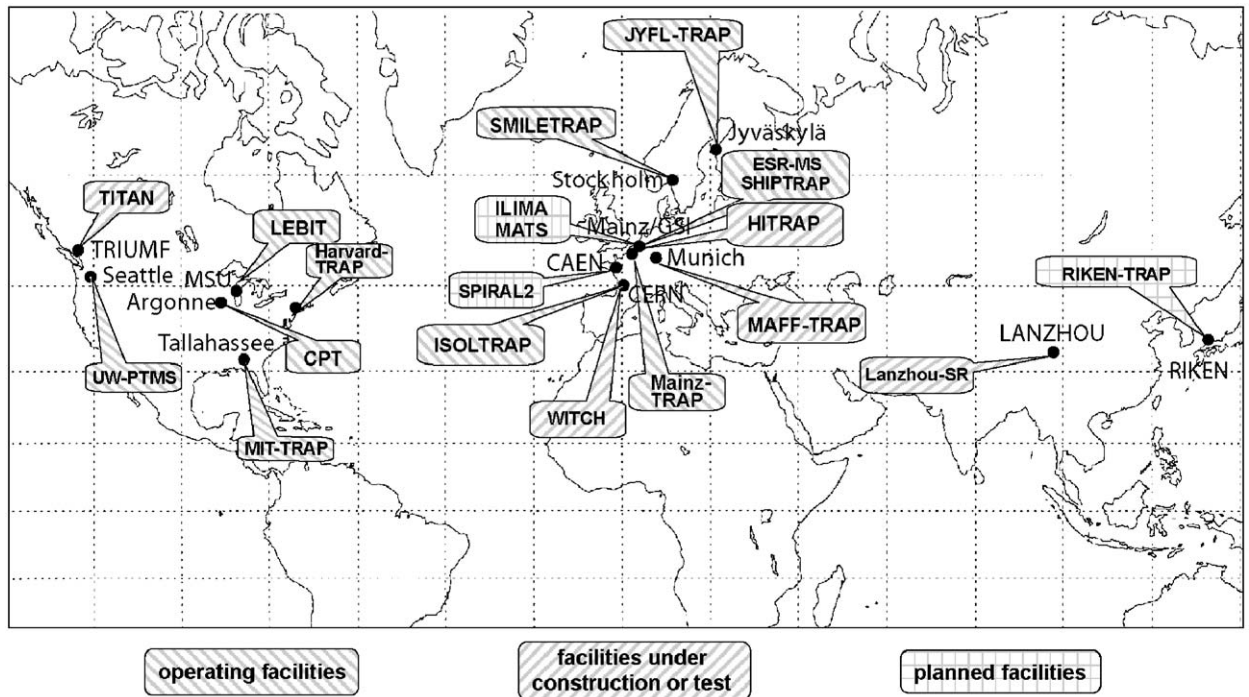 JYFL-TRAP
SMILETRAP
Jyväskylä
ESR-MS
SHIPTRAP
Stockholm
TITAN
ILIMA
MATS
LEBIT
Mainz/GSI
HITRAP
TRIUMF
Harvard-
TRAP
CAEN
Munich
Seattle
MSU
RIKEN-TRAP
Argonne
SPIRAL2
CERN
MAFF-TRAP
LANZHOU
Tallahassee
CPT
ISOLTRAP
RIKEN
UW-PTMS
Lanzhou-SR
Mainz-
TRAP
WITCH
MIT-TRAP
operating facilities
facilities under
construction or test
planned facilities